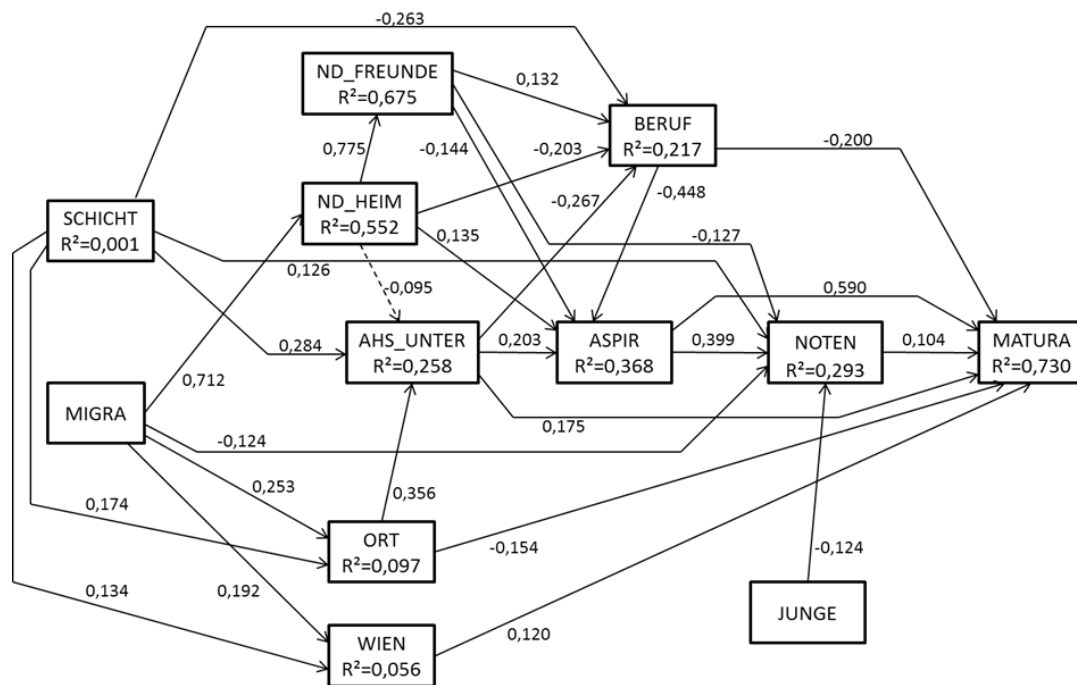 -0,263
ND_FREUNDE
R²=0,675
0,132
BERUF
R²=0,217
-0,200
0,775
-0,144
-0,203
-0,448
ND_HEIM
R²=0,552
SCHICHT
R²=0,001
-0,267
0,135
-0,127
0,126
-0,095
0,590
AHS_UNTER
R²=0,258
0,203
ASPIR
R²=0,368
0,399
NOTEN
R²=0,293
0,104
MATURA
R²=0,730
0,284
0,712
MIGRA
-0,124
0,175
0,253
0,356
0,174
ORT
R²=0,097
-0,154
-0,124
0,134
0,192
JUNGE
WIEN
R²=0,056
0,120